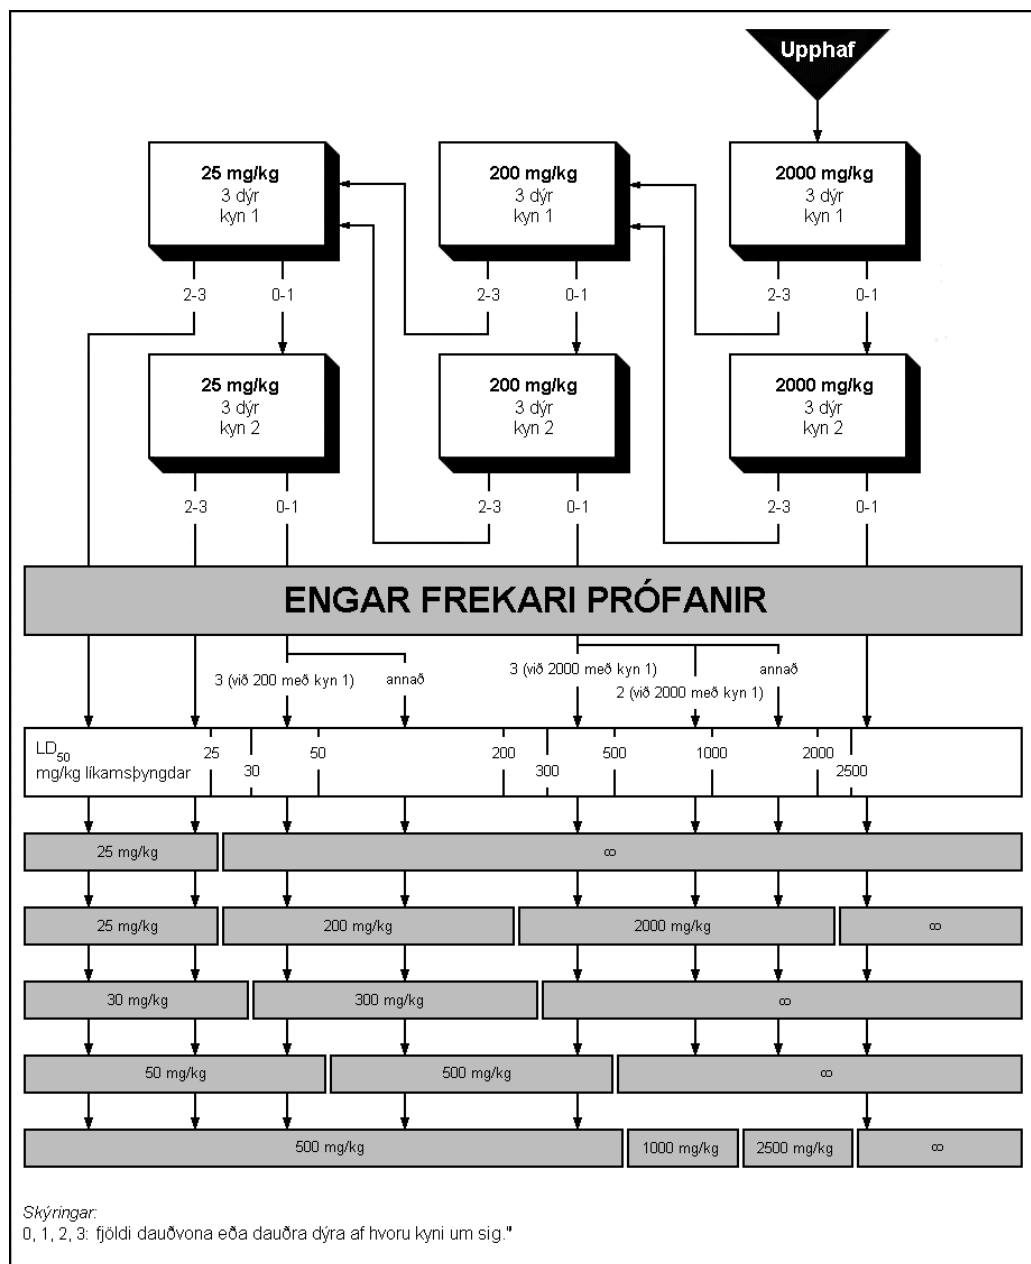 Upphaf
25 mg/kg
3 dýr
kyn 1
200 mg/kg
3 dýr
kyn 1
2000 mg/kg
3 dýr
kyn 1
2-3 0-1 2-3 0-1 2-3 0-1
25 mg/kg
3 dýr
kyn 2
200 mg/kg
3 dýr
kyn 2
2000 mg/kg
3 dýr
kyn 2
2-3 0-1 2-3 0-1 2-3 0-1
ENGAR FREKARI PRÓFANIR
3 (við 200 með kyn 1) annað 3 (við 2000 með kyn 1) annað
2 (við 2000 með kyn 1)
LD50 25 50 200 500 1000 2000
mg/kg líkamsþyngdar 30 300 2500
25 mg/kg ∞
25 mg/kg 200 mg/kg 2000 mg/kg ∞
30 mg/kg 300 mg/kg ∞
50 mg/kg 500 mg/kg ∞
500 mg/kg 1000 mg/kg 2500 mg/kg ∞
Skýringar:
0, 1, 2, 3: fjöldi dauðvona eða dauðra dýra af hvoru kyni um sig."